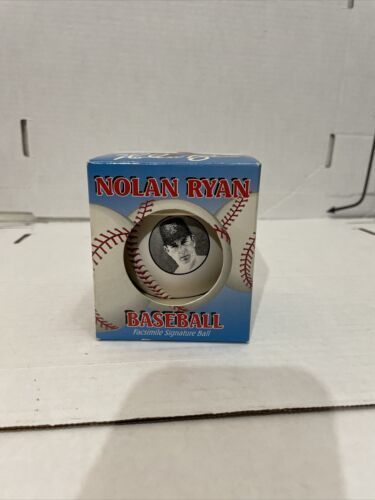 NOLAN RYAN
BASEBALL
Facsimile Signature Ball